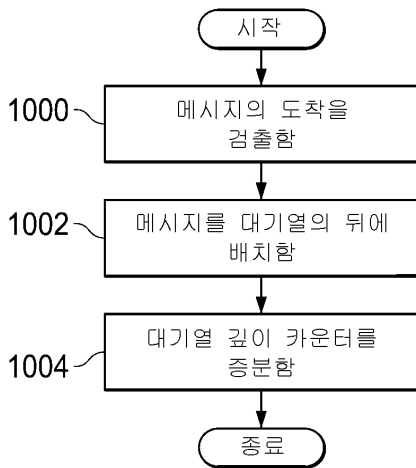 시작
1000
메시지의 도착을
검출함
1002
메시지를 대기열의 뒤에
배치함
1004
대기열 깊이 카운터를
증분함
종료